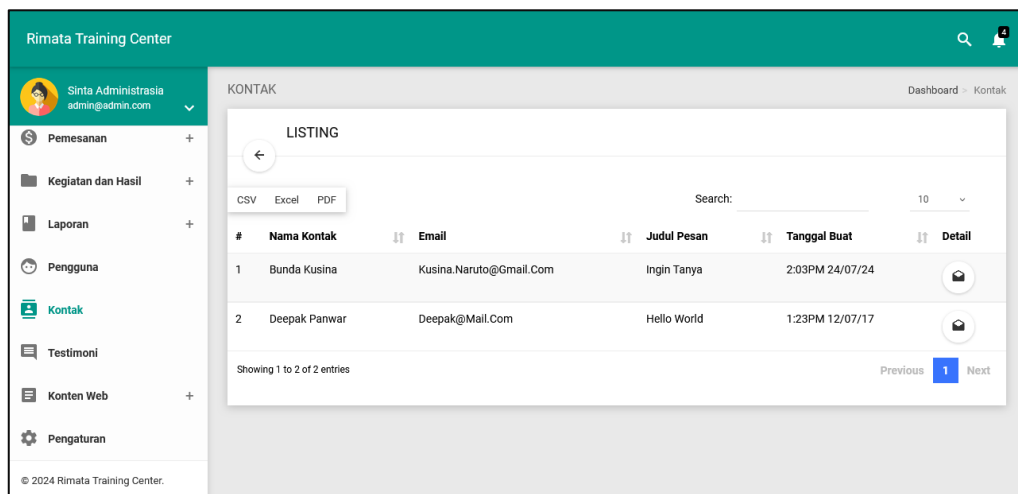 Rimata Training Center
4
Sinta Administrasia
admin@admin.com
Pemesanan +
Kegiatan dan Hasil +
Laporan +
Pengguna
Kontak
Testimoni
Konten Web +
Pengaturan
© 2024 Rimata Training Center.
KONTAK
Dashboard > Kontak
LISTING
CSV Excel PDF
Search:
10
# Nama Kontak Email Judul Pesan Tanggal Buat Detail
1 Bunda Kusina Kusina.Naruto@Gmail.Com Ingin Tanya 2:03PM 24/07/24
2 Deepak Panwar Deepak@Mail.Com Hello World 1:23PM 12/07/17
Showing 1 to 2 of 2 entries
Previous 1 Next